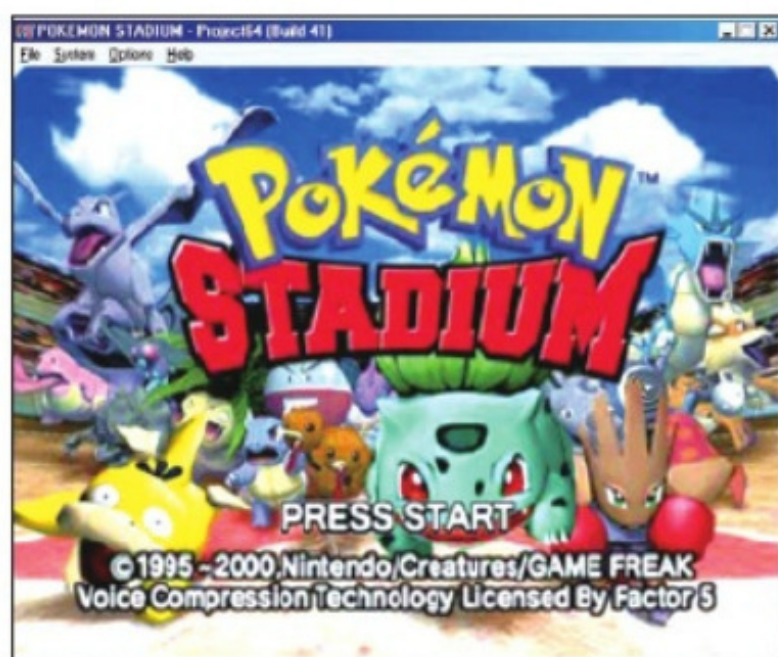 POKEMON STADIUM - Project64 (Build 41)
File System Options Help
POKÉMON™
STADIUM
PRESS START
©1995~2000,Nintendo/Creatures/GAME FREAK
Voice Compression Technology Licensed By Factor 5